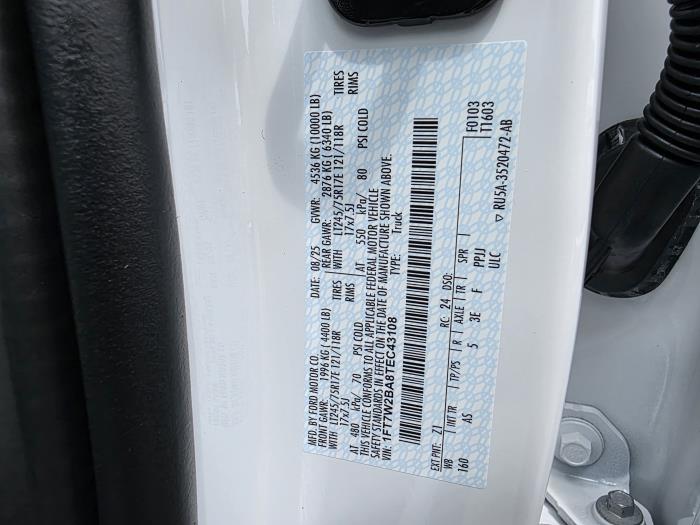 MFD. BY FORD MOTOR CO.
DATE: 08/25 GVWR: 4536 KG (10000 LB)
FRONT GAWR: 1996 KG ( 4400 LB) REAR GAWR: 2876 KG ( 6340 LB)
WITH LT245/75R17E 121/118R TIRES WITH LT245/75R17E 121/118R TIRES
17x7.5J RIMS 17x7.5J RIMS
AT 480 kPa/ 70 PSI COLD AT 550 kPa/ 80 PSI COLD
THIS VEHICLE CONFORMS TO ALL APPLICABLE FEDERAL MOTOR VEHICLE
SAFETY STANDARDS IN EFFECT ON THE DATE OF MANUFACTURE SHOWN ABOVE.
VIN: 1FT7W2BA8TEC43108 TYPE: Truck
EXT PNT: Z1 RC: 24 DSO: F0103
WB INT TR TP/PS R AXLE TR SPR T1603
160 AS 5 3E F PPJJ
ULC ▽ RU5A-3520472-AB